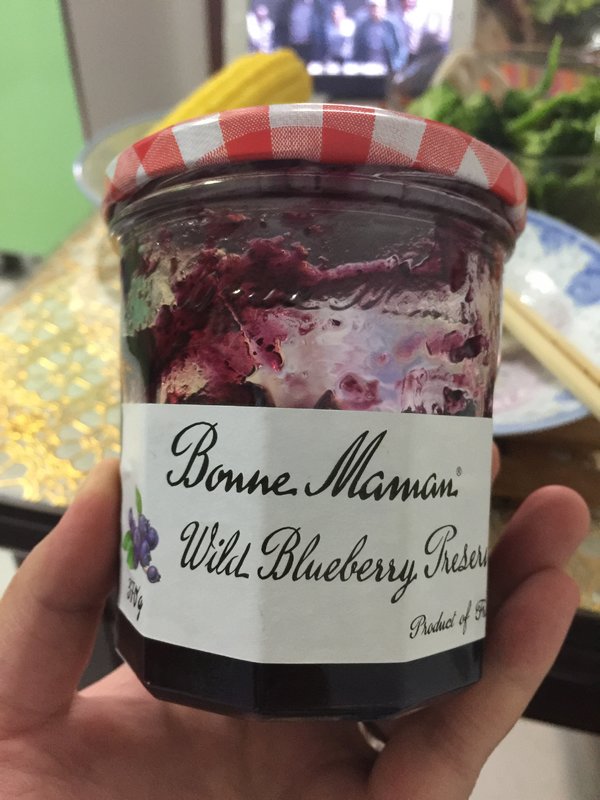 Bonne Maman®
Wild Blueberry
Product of